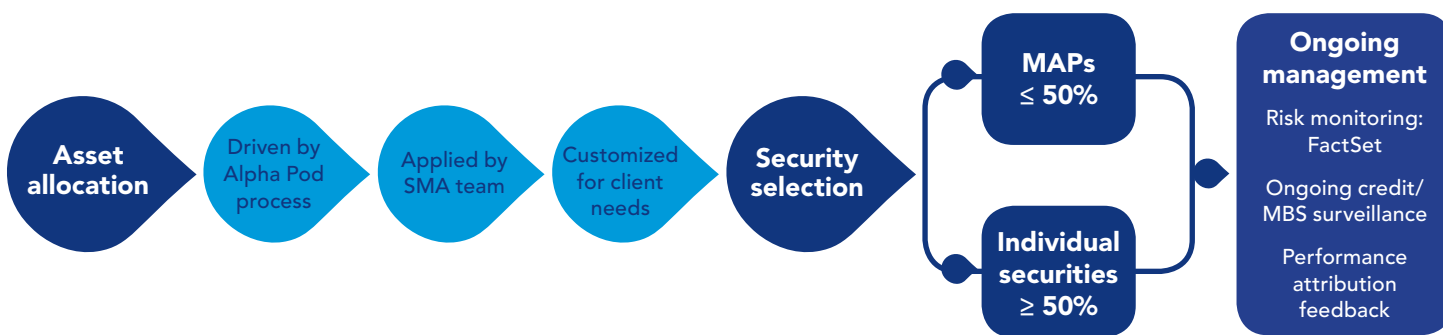 Asset
allocation
Driven by
Alpha Pod
process
Applied by
SMA team
Customized
for client
needs
Security
selection
MAPs
≤ 50%
Individual
securities
≥ 50%
Ongoing
management
Risk monitoring:
FactSet
Ongoing credit/
MBS surveillance
Performance
attribution
feedback